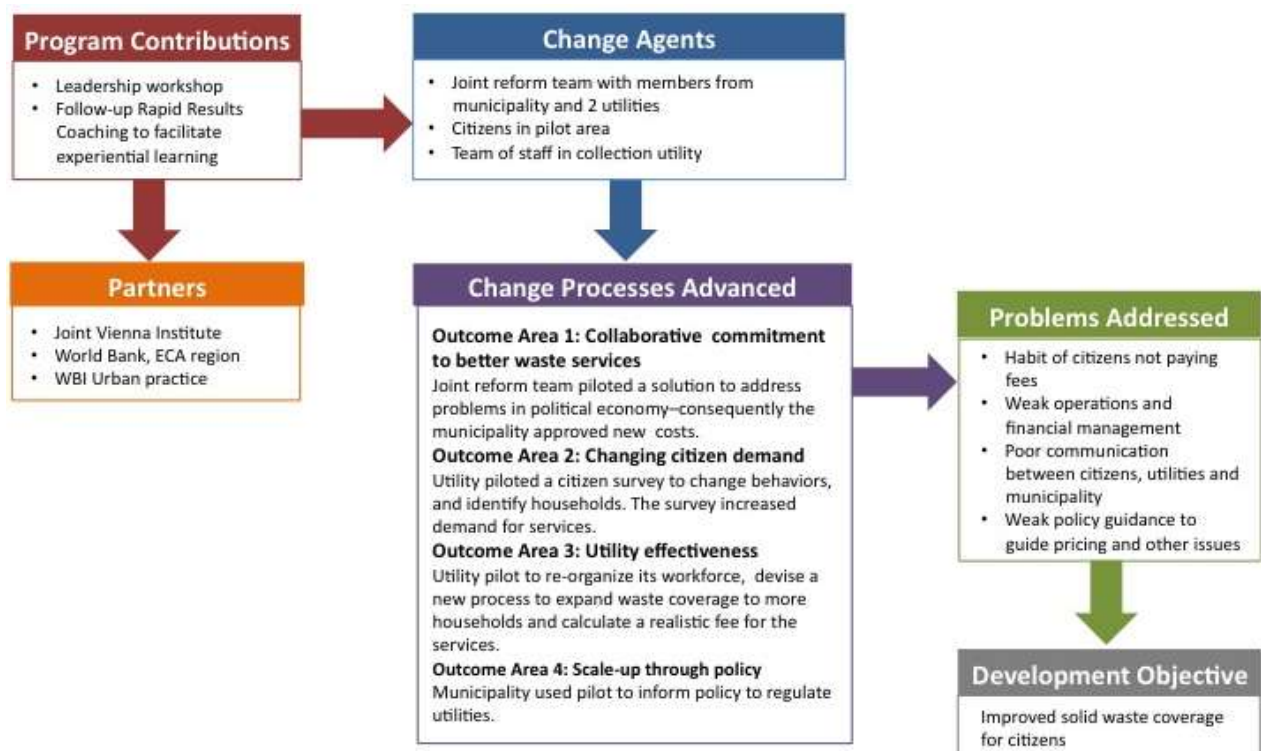 Program Contributions
• Leadership workshop
• Follow-up Rapid Results
Coaching to facilitate
experiential learning
Change Agents
• Joint reform team with members from
municipality and 2 utilities
• Citizens in pilot area
• Team of staff in collection utility
Partners
• Joint Vienna Institute
• World Bank, ECA region
• WBI Urban practice
Change Processes Advanced
Outcome Area 1: Collaborative commitment
to better waste services
Joint reform team piloted a solution to address
problems in political economy–consequently the
municipality approved new costs.
Outcome Area 2: Changing citizen demand
Utility piloted a citizen survey to change behaviors,
and identify households. The survey increased
demand for services.
Outcome Area 3: Utility effectiveness
Utility pilot to re-organize its workforce, devise a
new process to expand waste coverage to more
households and calculate a realistic fee for the
services.
Outcome Area 4: Scale-up through policy
Municipality used pilot to inform policy to regulate
utilities.
Problems Addressed
• Habit of citizens not paying
fees
• Weak operations and
financial management
• Poor communication
between citizens, utilities and
municipality
• Weak policy guidance to
guide pricing and other issues
Development Objective
Improved solid waste coverage
for citizens